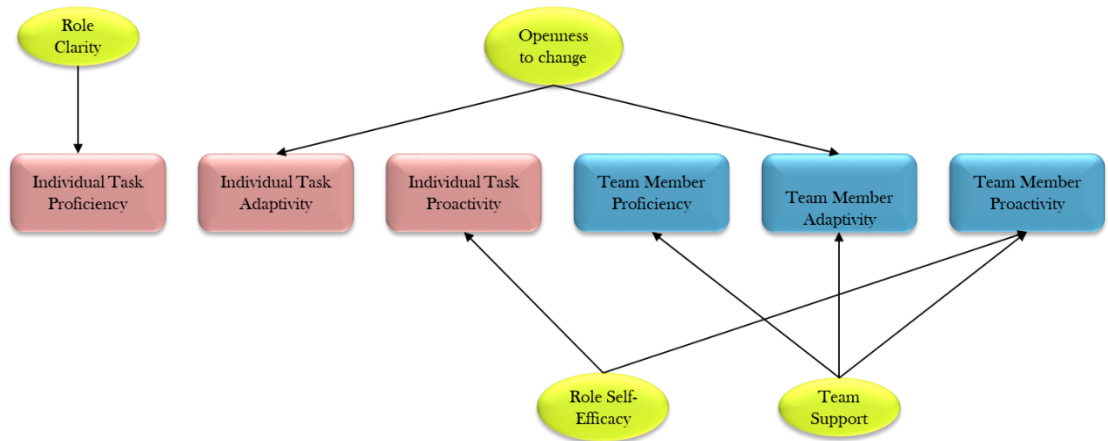 Role
Clarity
Openness
to change
Individual Task
Proficiency
Individual Task
Adaptivity
Individual Task
Proactivity
Team Member
Proficiency
Team Member
Adaptivity
Team Member
Proactivity
Role Self-
Efficacy
Team
Support